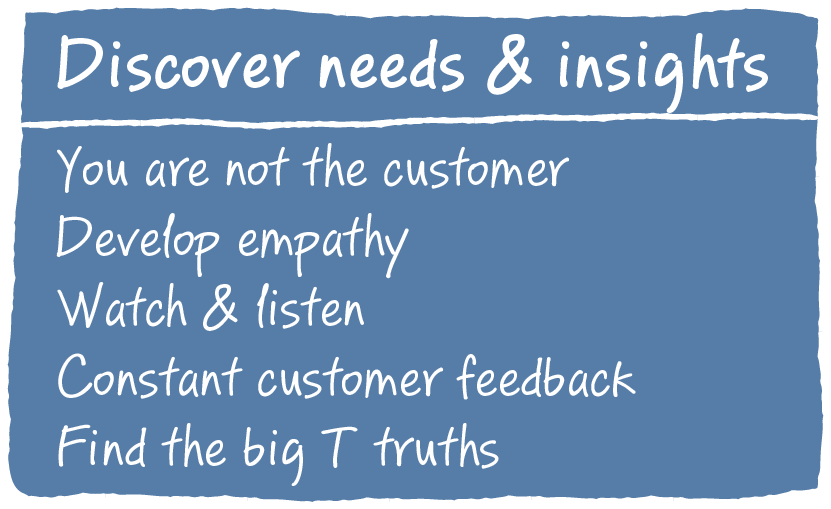 Discover needs & insights
You are not the customer
Develop empathy
Watch & listen
Constant customer feedback
Find the big T truths